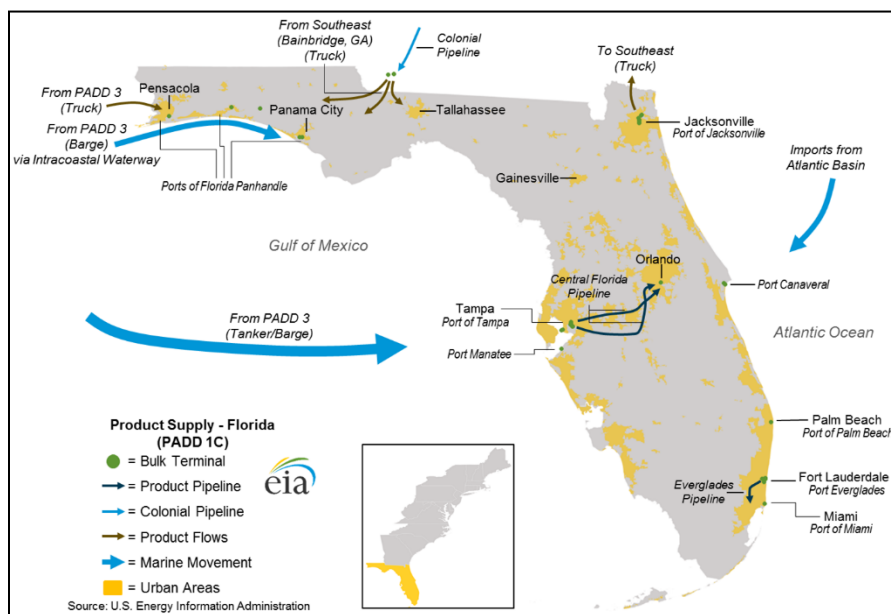 From Southeast
(Bainbridge, GA)
(Truck)
Colonial
Pipeline
To Southeast
(Truck)
From PADD 3
(Truck)
Pensacola
Panama City
Tallahassee
Jacksonville
Port of Jacksonville
From PADD 3
(Barge)
via Intracoastal Waterway
Ports of Florida Panhandle
Gainesville
Imports from
Atlantic Basin
Gulf of Mexico
Orlando
Central Florida
Pipeline
Port Canaveral
From PADD 3
(Tanker/Barge)
Tampa
Port of Tampa
Port Manatee
Atlantic Ocean
Palm Beach
Port of Palm Beach
Everglades
Pipeline
Fort Lauderdale
Port Everglades
Miami
Port of Miami
Product Supply - Florida
(PADD 1C)
= Bulk Terminal
= Product Pipeline
= Colonial Pipeline
= Product Flows
= Marine Movement
= Urban Areas
eia
Source: U.S. Energy Information Administration